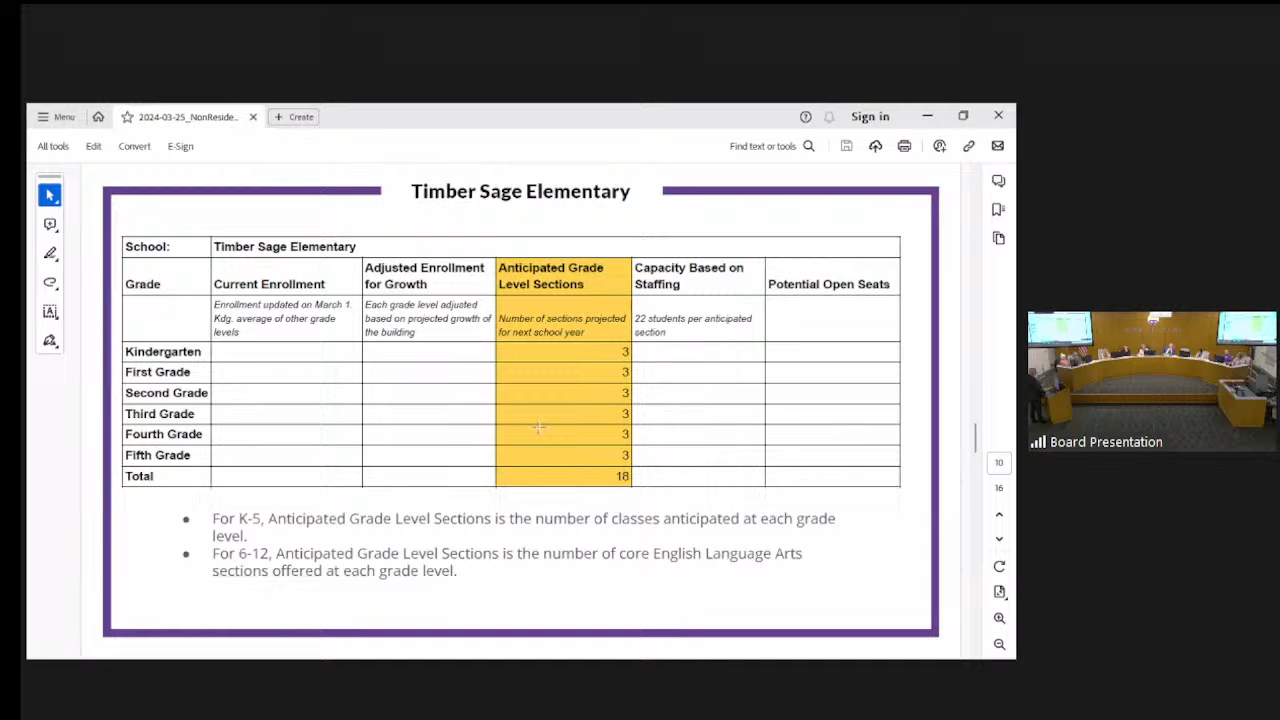 Menu
2024-03-25_NonReside...
Create
Sign in
All tools Edit Convert E-Sign
Find text or tools
Timber Sage Elementary
School: Timber Sage Elementary
Grade Current Enrollment Adjusted Enrollment for Growth Anticipated Grade Level Sections Capacity Based on Staffing Potential Open Seats
Enrollment updated on March 1. Kdg. average of other grade levels
Each grade level adjusted based on projected growth of the building
Number of sections projected for next school year
22 students per anticipated section
Kindergarten 3
First Grade 3
Second Grade 3
Third Grade 3
Fourth Grade 3
Fifth Grade 3
Total 18
• For K-5, Anticipated Grade Level Sections is the number of classes anticipated at each grade
level.
• For 6-12, Anticipated Grade Level Sections is the number of core English Language Arts
sections offered at each grade level.
10
16
Board Presentation